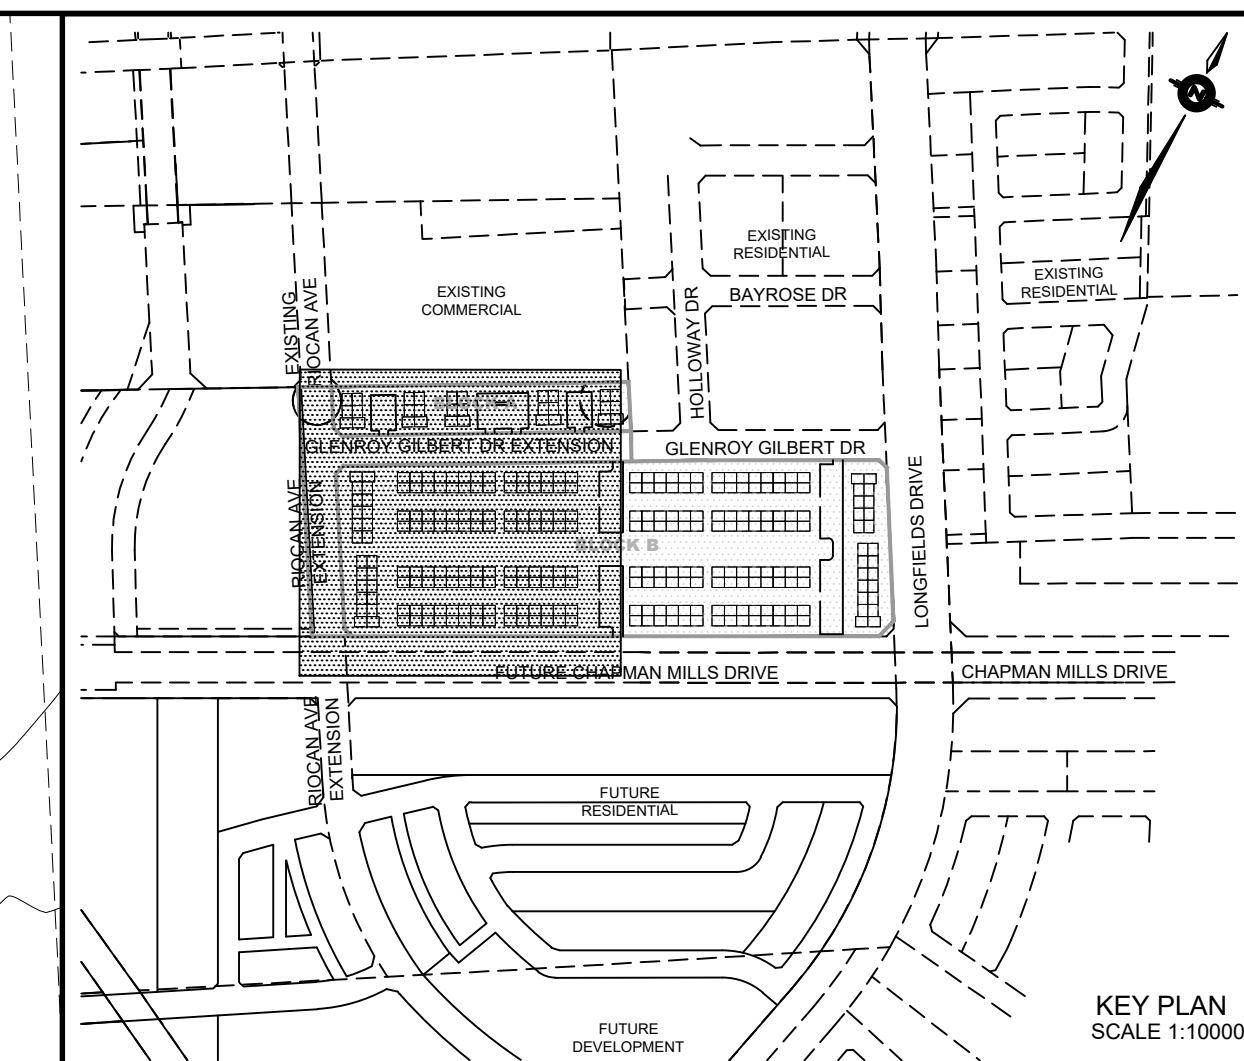 N
EXISTING
RESIDENTIAL
EXISTING
RESIDENTIAL
EXISTING
COMMERCIAL
BAYROSE DR
HOLLOWAY DR
EXISTING
RIOCAN AVE
BLOCK A
GLENROY GILBERT DR EXTENSION
GLENROY GILBERT DR
RIOCAN AVE
EXTENSION
BLOCK B
LONGFIELDS DRIVE
FUTURE CHAPMAN MILLS DRIVE
CHAPMAN MILLS DRIVE
RIOCAN AVE
EXTENSION
FUTURE
RESIDENTIAL
FUTURE
DEVELOPMENT
KEY PLAN
SCALE 1:10000